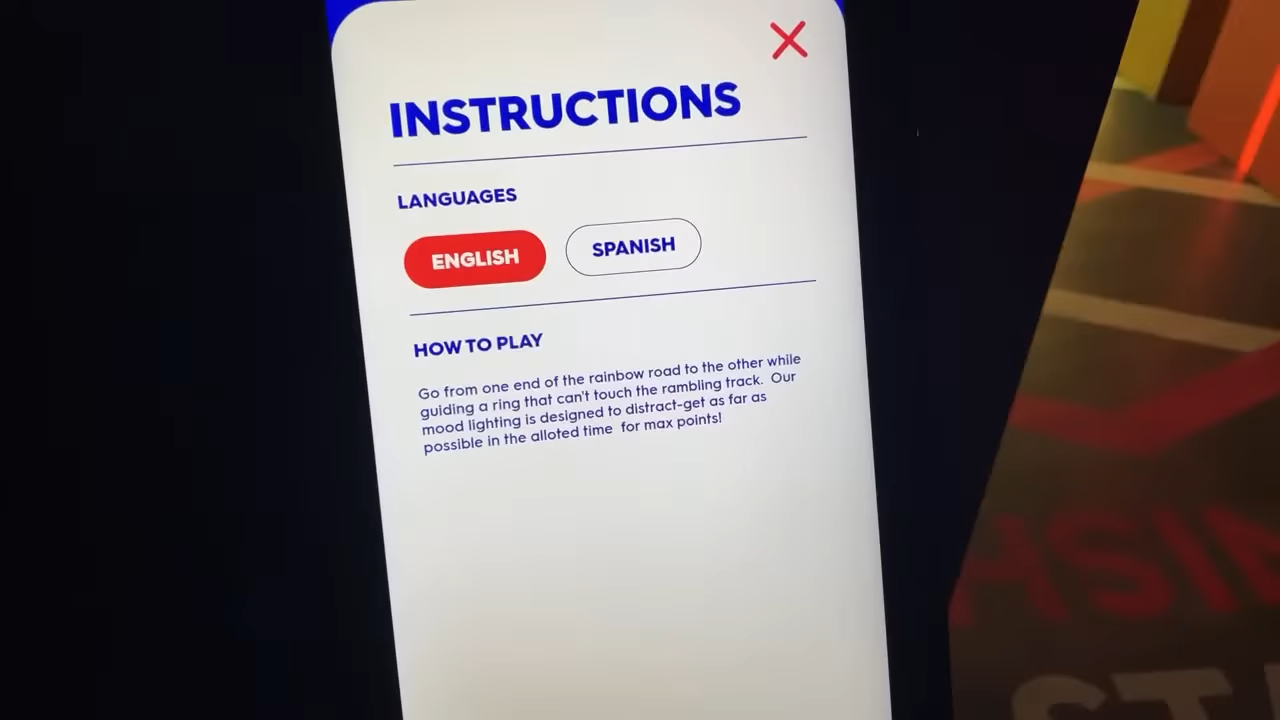 INSTRUCTIONS
LANGUAGES
ENGLISH
SPANISH
HOW TO PLAY
Go from one end of the rainbow road to the other while
guiding a ring that can't touch the rambling track.  Our
mood lighting is designed to distract-get as far as
possible in the alloted time  for max points!